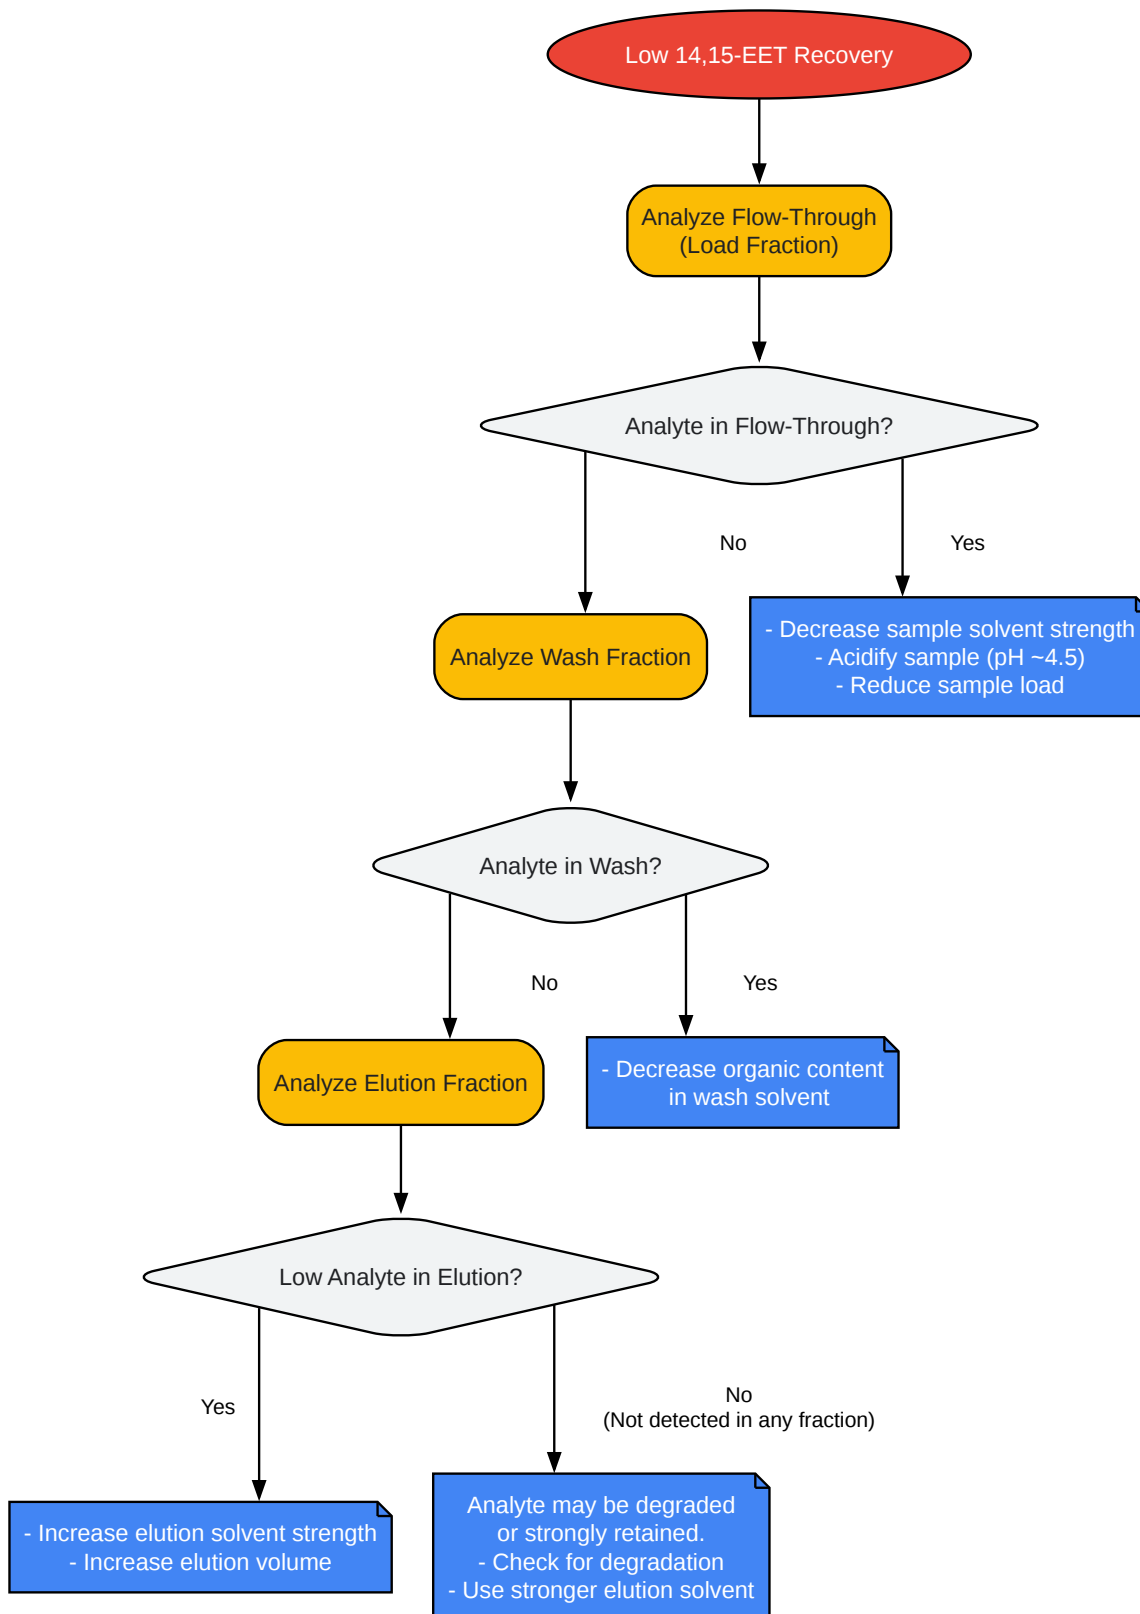 Low 14,15-EET Recovery
Analyze Flow-Through
(Load Fraction)
Analyte in Flow-Through?
No
Yes
Analyze Wash Fraction
- Decrease sample solvent strength
- Acidify sample (pH ~4.5)
- Reduce sample load
Analyte in Wash?
No
Yes
Analyze Elution Fraction
- Decrease organic content
in wash solvent
Low Analyte in Elution?
Yes
No
(Not detected in any fraction)
- Increase elution solvent strength
- Increase elution volume
Analyte may be degraded
or strongly retained.
- Check for degradation
- Use stronger elution solvent